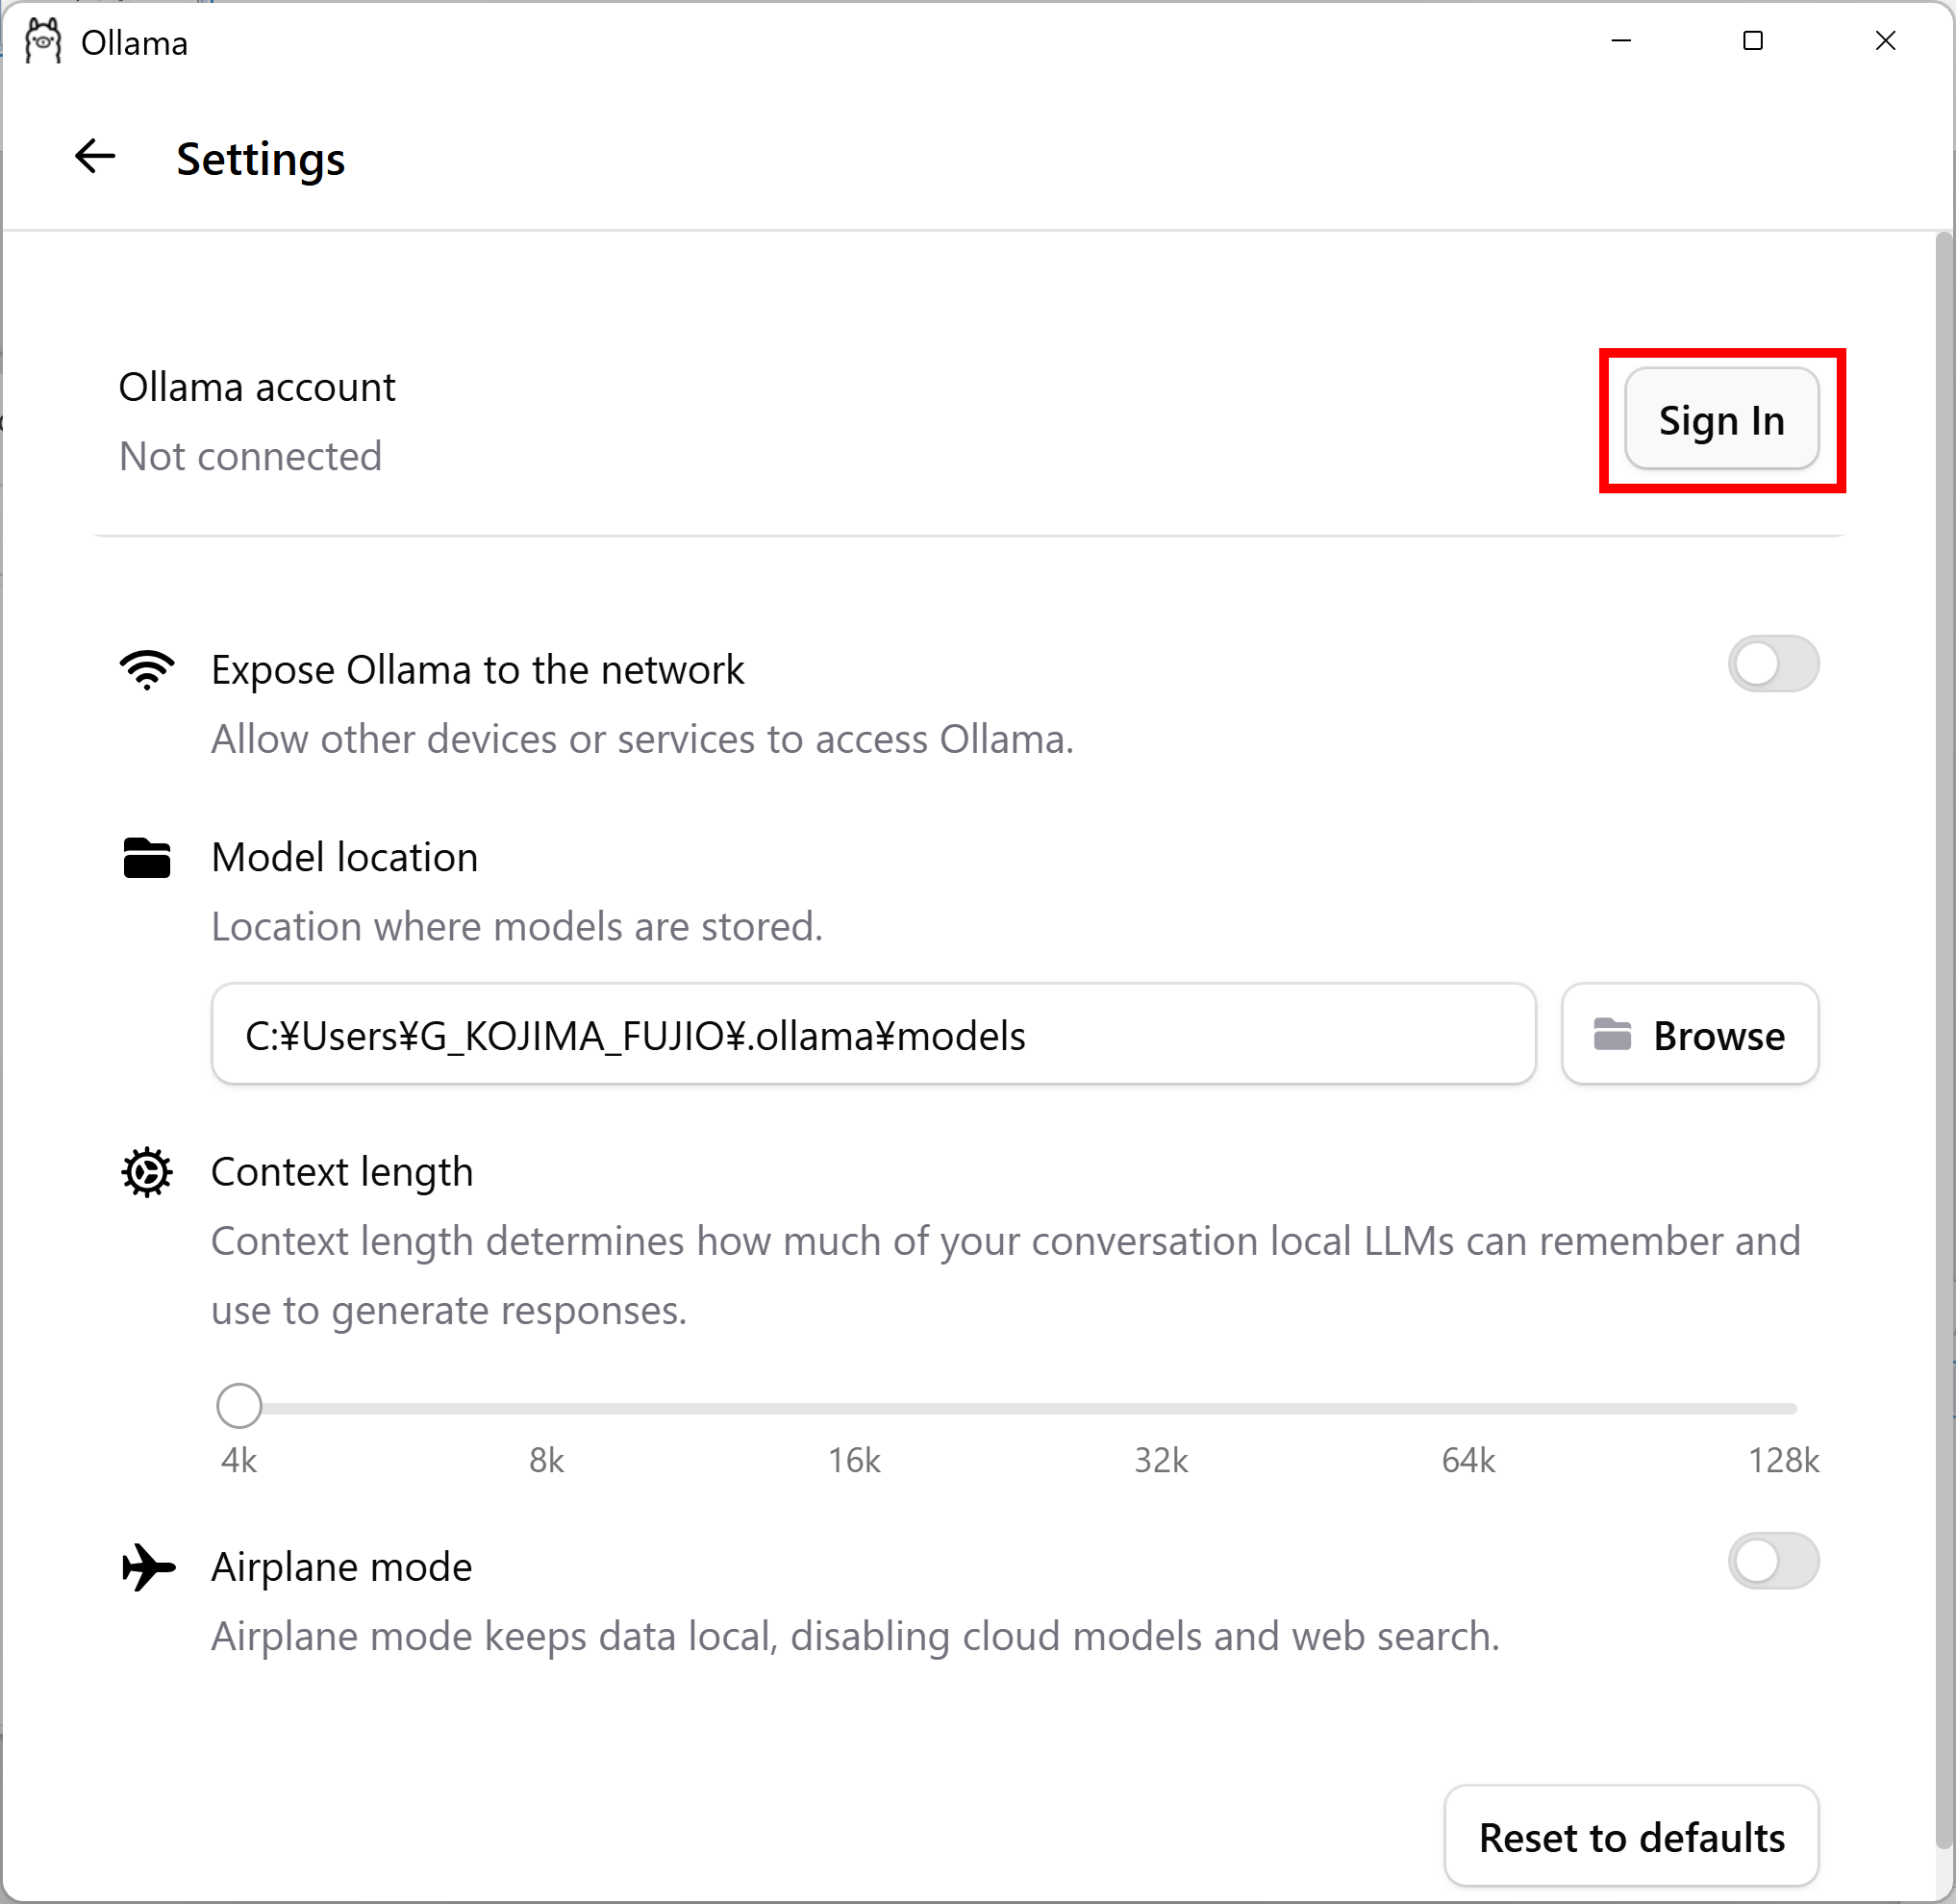 Ollama
Settings
Ollama account
Sign In
Not connected
Expose Ollama to the network
Allow other devices or services to access Ollama.
Model location
Location where models are stored.
C:¥Users¥G_KOJIMA_FUJIO¥.ollama¥models
Browse
Context length
Context length determines how much of your conversation local LLMs can remember and
use to generate responses.
4k 8k 16k 32k 64k 128k
Airplane mode
Airplane mode keeps data local, disabling cloud models and web search.
Reset to defaults